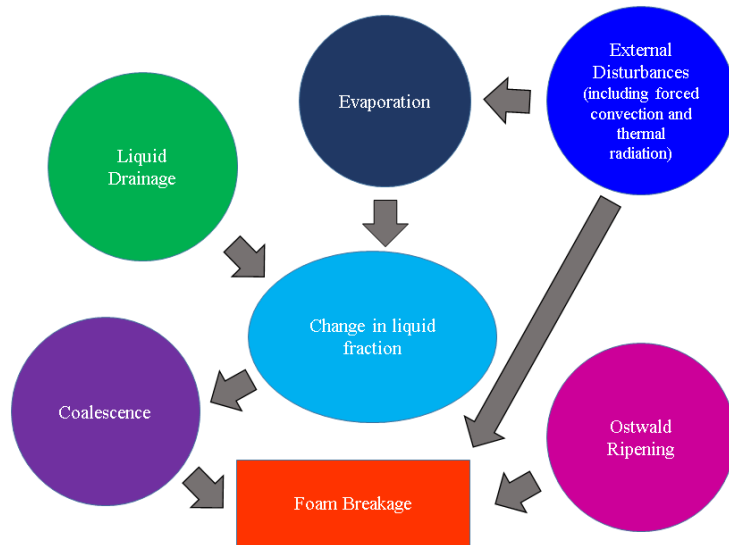 External
Disturbances
(including forced
convection and
thermal
radiation)
Evaporation
Liquid
Drainage
Change in liquid
fraction
Coalescence
Ostwald
Ripening
Foam Breakage